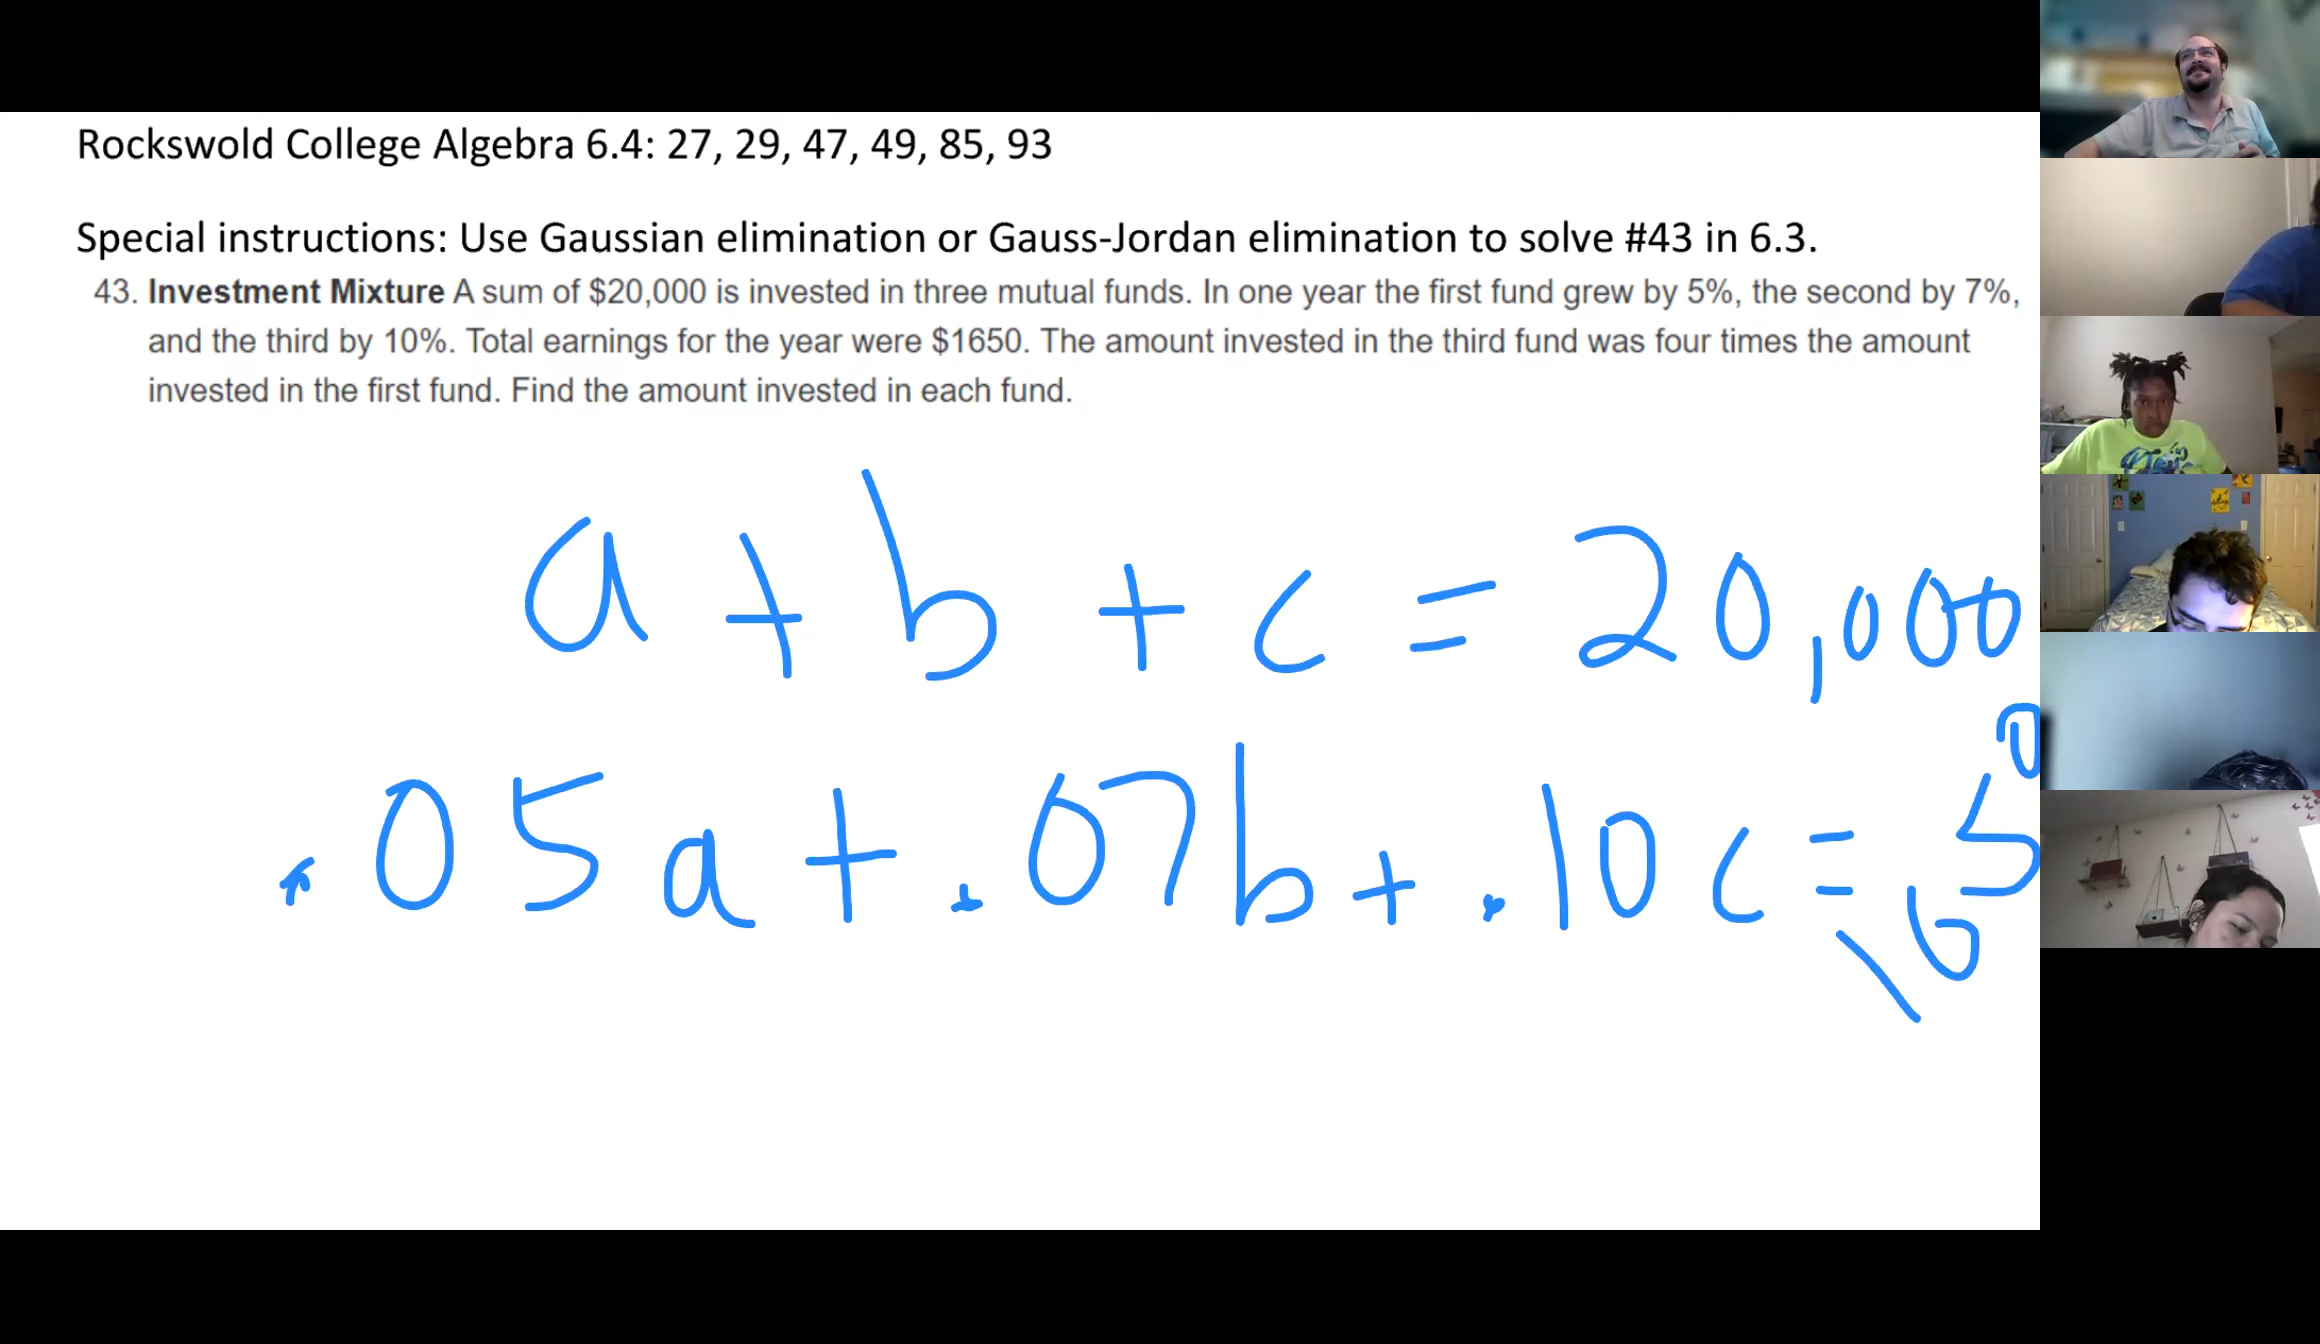 Rockswold College Algebra 6.4: 27, 29, 47, 49, 85, 93
Special instructions: Use Gaussian elimination or Gauss-Jordan elimination to solve #43 in 6.3.
43. Investment Mixture A sum of $20,000 is invested in three mutual funds. In one year the first fund grew by 5%, the second by 7%,
and the third by 10%. Total earnings for the year were $1650. The amount invested in the third fund was four times the amount
invested in the first fund. Find the amount invested in each fund.
a + b + c = 20,000
.05a + .07b + .10c = 1650